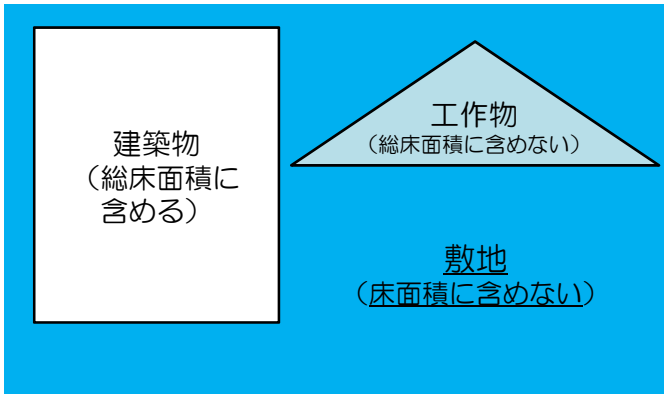 建築物
（総床面積に
含める）
工作物
（総床面積に含めない）
敷地
（床面積に含めない）